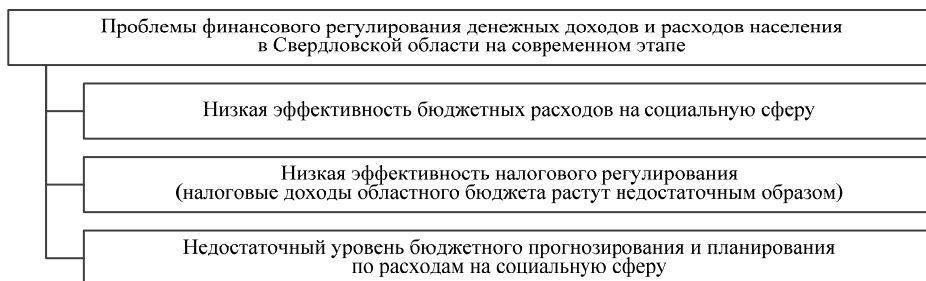 Проблемы финансового регулирования денежных доходов и расходов населения
в Свердловской области на современном этапе
Низкая эффективность бюджетных расходов на социальную сферу
Низкая эффективность налогового регулирования
(налоговые доходы областного бюджета растут недостаточным образом)
Недостаточный уровень бюджетного прогнозирования и планирования
по расходам на социальную сферу